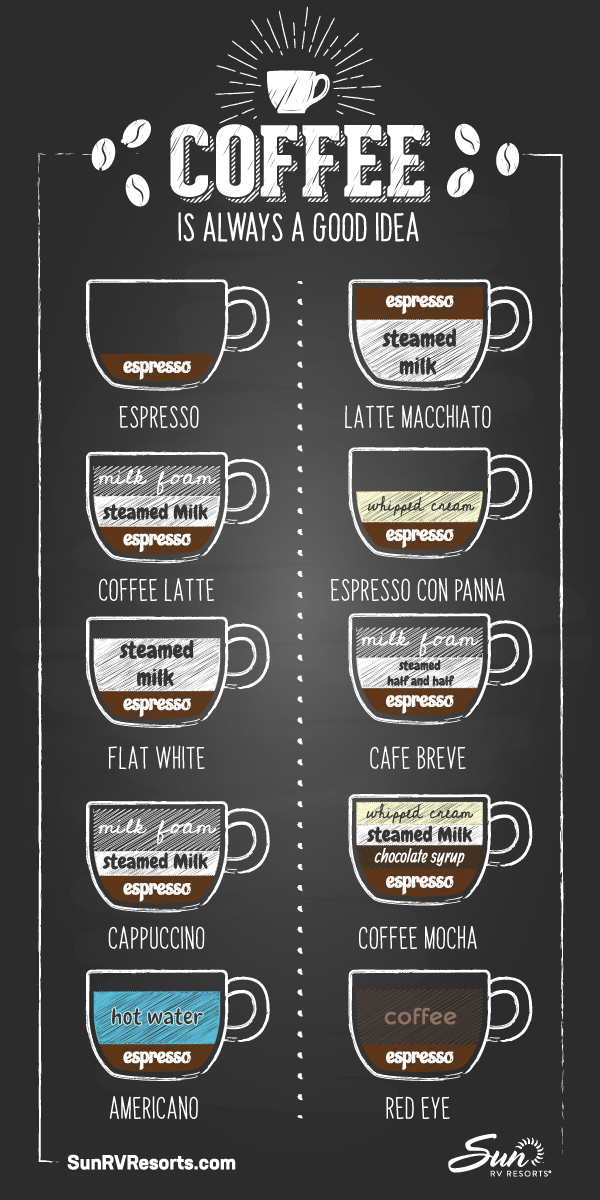 COFFEE
IS ALWAYS A GOOD IDEA
espresso
ESPRESSO
espresso
steamed
milk
LATTE MACCHIATO
milk foam
steamed Milk
espresso
COFFEE LATTE
whipped cream
espresso
ESPRESSO CON PANNA
steamed
milk
espresso
FLAT WHITE
milk foam
steamed
half and half
espresso
CAFE BREVE
milk foam
steamed Milk
espresso
CAPPUCCINO
whipped cream
steamed Milk
chocolate syrup
espresso
COFFEE MOCHA
hot water
espresso
AMERICANO
coffee
espresso
RED EYE
SunRVResorts.com
Sun
RV RESORTS®